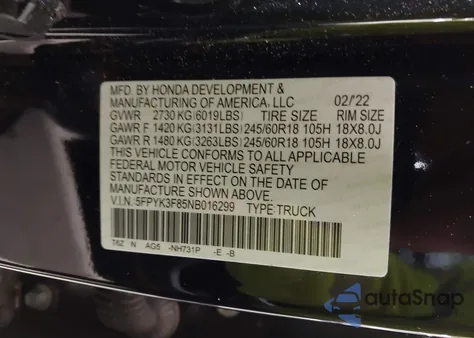 MFD. BY HONDA DEVELOPMENT &
MANUFACTURING OF AMERICA, LLC 02/'22
GVWR 2730 KG(6019LBS) TIRE SIZE RIM SIZE
GAWR F 1420 KG(3131LBS) 245/60R18 105H 18X8.0J
GAWR R 1480 KG(3263LBS) 245/60R18 105H 18X8.0J
THIS VEHICLE CONFORMS TO ALL APPLICABLE
FEDERAL MOTOR VEHICLE SAFETY
STANDARDS IN EFFECT ON THE DATE OF
MANUFACTURE SHOWN ABOVE.
V.I.N.:5FPYK3F85NB016299 TYPE:TRUCK
T6Z N AG5 -NH731P -E -B
autoSnap